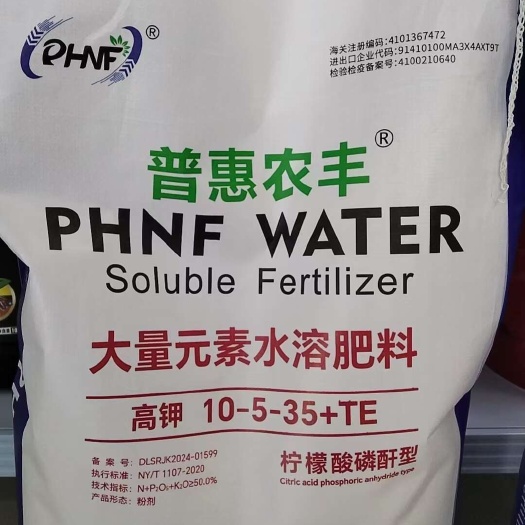 PHNF®
海关注册编码:4101367472
进出口企业代码:91410100MA3X4AXT9T
检验检疫备案号:4100210640
普惠农丰®
PHNF WATER
Soluble Fertilizer
大量元素水溶肥料
高钾 10-5-35+TE
备 案 号: DLSRJK2024-01599
执行标准: NY/T 1107-2020
技术指标: N+P₂O₅+K₂O≥50.0%
产品形态: 粉剂
柠檬酸磷酐型
Citric acid phosphoric anhydride type